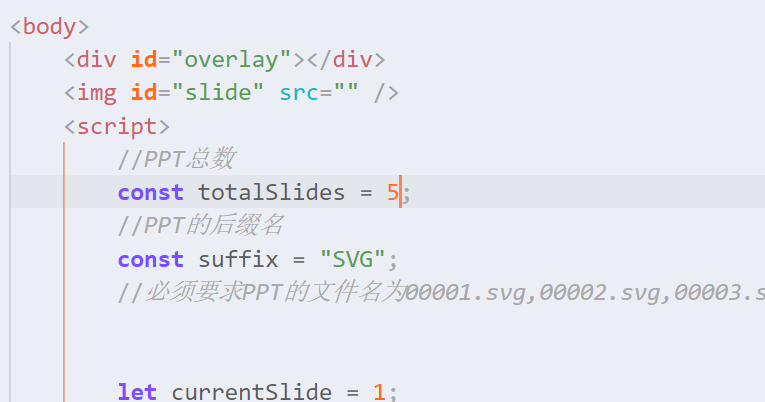 <body>
<div id="overlay"></div>
<img id="slide" src="" />
<script>
//PPT总数
const totalSlides = 5;
//PPT的后缀名
const suffix = "SVG";
//必须要求PPT的文件名为00001.svg,00002.svg,00003.s
let currentSlide = 1;